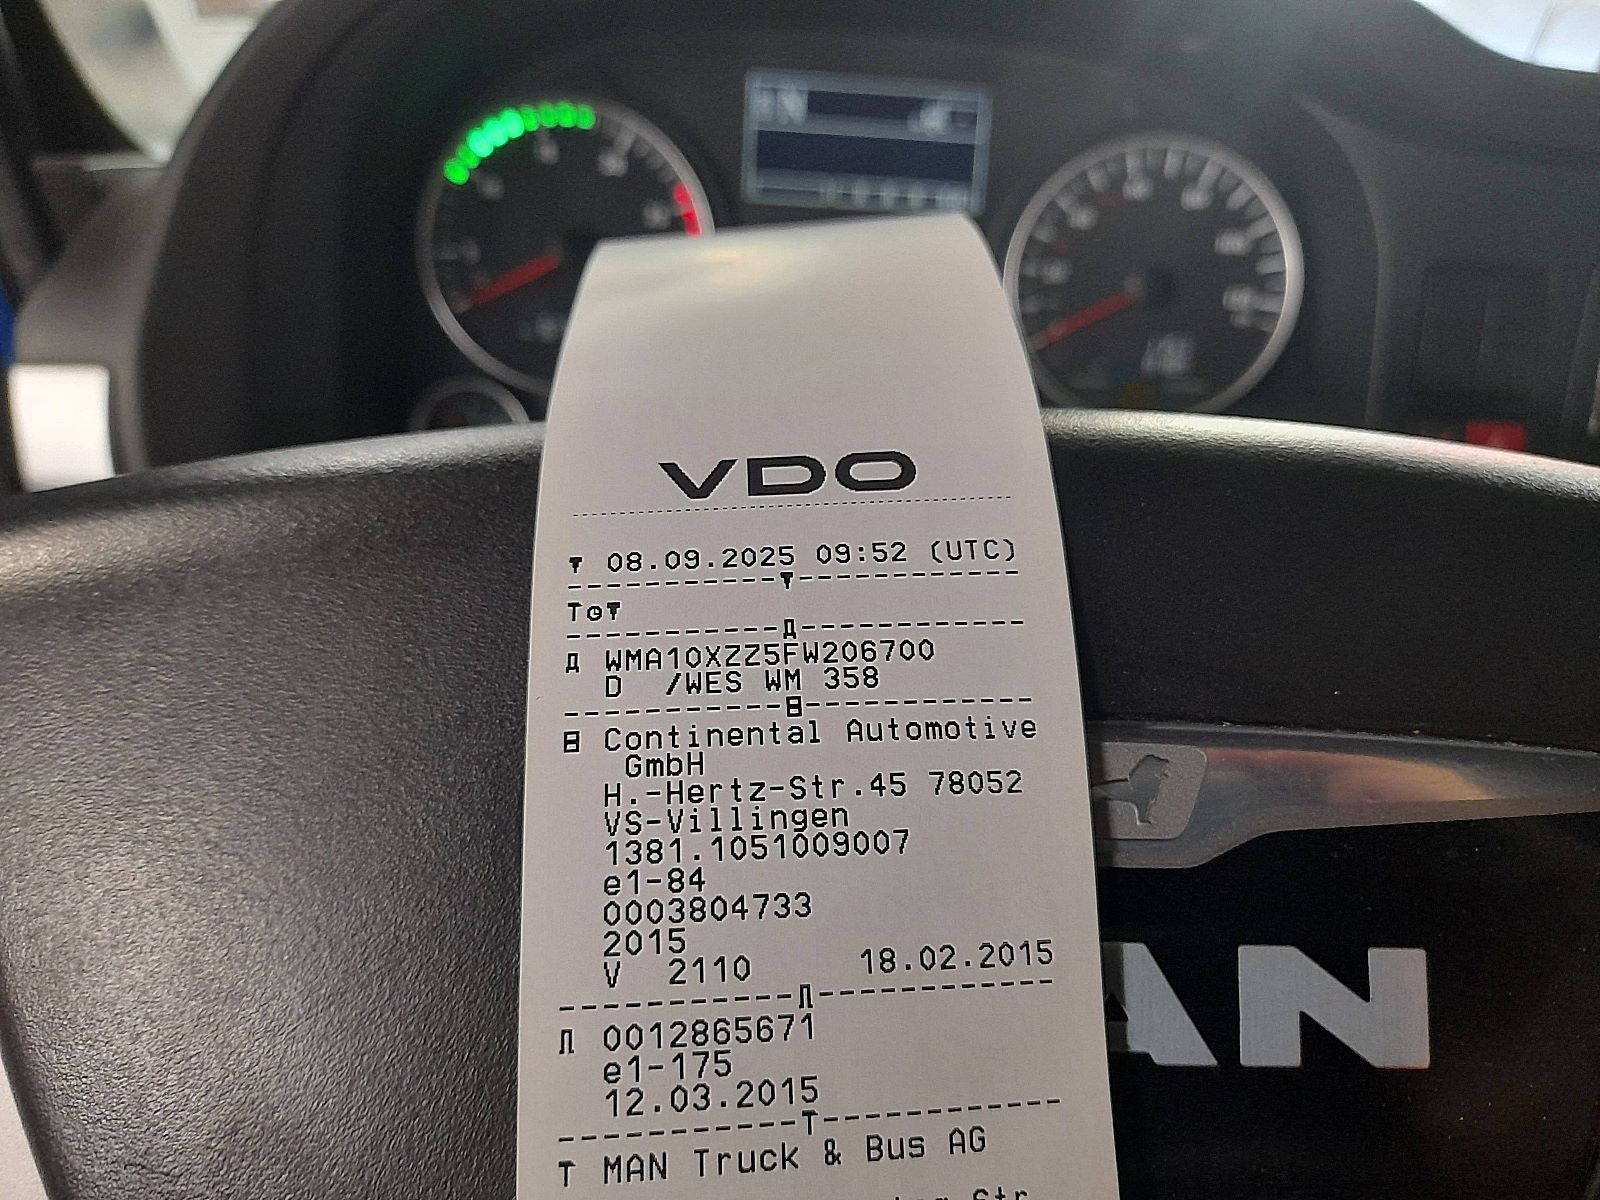 VDO
08.09.2025 09:52 (UTC)
WMA10XZZ5FW206700
D /WES WM 358
Continental Automotive
GmbH
H.-Hertz-Str.45 78052
VS-Villingen
1381.1051009007
e1-84
0003804733
2015
V 2110 18.02.2015
0012865671
e1-175
12.03.2015
T MAN Truck & Bus AG
Str
AN